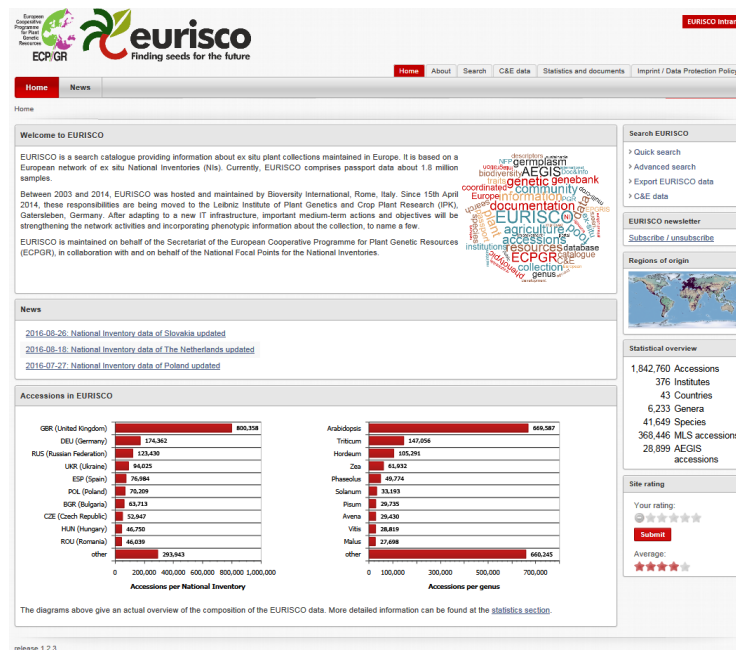 European
Cooperative
Programme
for Plant
Genetic
Resources
ECP/GR
eurisco
Finding seeds for the future
EURISCO Intran
Home About Search C&E data Statistics and documents Imprint / Data Protection Policy
Home News
Home
Welcome to EURISCO
EURISCO is a search catalogue providing information about ex situ plant collections maintained in Europe. It is based on a
European network of ex situ National Inventories (NIs). Currently, EURISCO comprises passport data about 1.8 million
samples.
Between 2003 and 2014, EURISCO was hosted and maintained by Bioversity International, Rome, Italy. Since 15th April
2014, these responsibilities are being moved to the Leibniz Institute of Plant Genetics and Crop Plant Research (IPK),
Gatersleben, Germany. After adapting to a new IT infrastructure, important medium-term actions and objectives will be
strengthening the network activities and incorporating phenotypic information about the collection, to name a few.
EURISCO is maintained on behalf of the Secretariat of the European Cooperative Programme for Plant Genetic Resources
(ECPGR), in collaboration with and on behalf of the National Focal Points for the National Inventories.
descriptors
NFP germplasm
biodiversity AEGIS Doc&Info
traits genetic genebank
coordinated community
Europe information PGR
documentation
plant EURISCO NI data
passport agriculture pool
species accessions ex situ
institutions resources database
ECPGR catalogue
phenotypic C&E
collection
genus
Search EURISCO
Quick search
Advanced search
Export EURISCO data
C&E data
EURISCO newsletter
Subscribe / unsubscribe
Regions of origin
News
2016-08-26: National Inventory data of Slovakia updated
2016-08-18: National Inventory data of The Netherlands updated
2016-07-27: National Inventory data of Poland updated
Statistical overview
1,842,760 Accessions
376 Institutes
43 Countries
6,233 Genera
41,649 Species
368,446 MLS accessions
28,899 AEGIS
accessions
Accessions in EURISCO
GBR (United Kingdom) 800,358
DEU (Germany) 174,362
RUS (Russian Federation) 123,430
UKR (Ukraine) 94,025
ESP (Spain) 76,984
POL (Poland) 70,209
BGR (Bulgaria) 63,713
CZE (Czech Republic) 52,947
HUN (Hungary) 46,750
ROU (Romania) 46,039
other 293,943
0 200,000 400,000 600,000 800,000 1,000,000
Accessions per National Inventory
Arabidopsis 669,587
Triticum 147,056
Hordeum 105,291
Zea 61,932
Phaseolus 49,774
Solanum 33,193
Pisum 29,735
Avena 29,430
Vitis 28,819
Malus 27,698
other 660,245
0 100,000 300,000 500,000 700,000
Accessions per genus
Site rating
Your rating:
Submit
Average:
The diagrams above give an actual overview of the composition of the EURISCO data. More detailed information can be found at the statistics section.
release 1.2.3